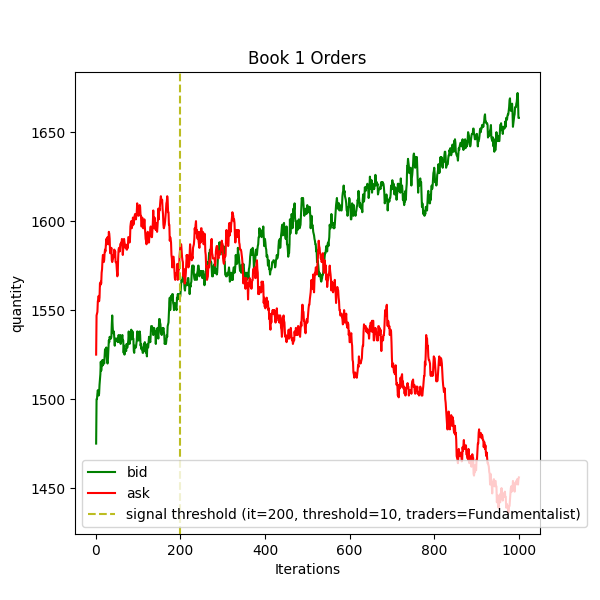 Book 1 Orders
quantity
1650
1600
1550
1500
1450
bid
ask
signal threshold (it=200, threshold=10, traders=Fundamentalist)
0 200 400 600 800 1000
Iterations